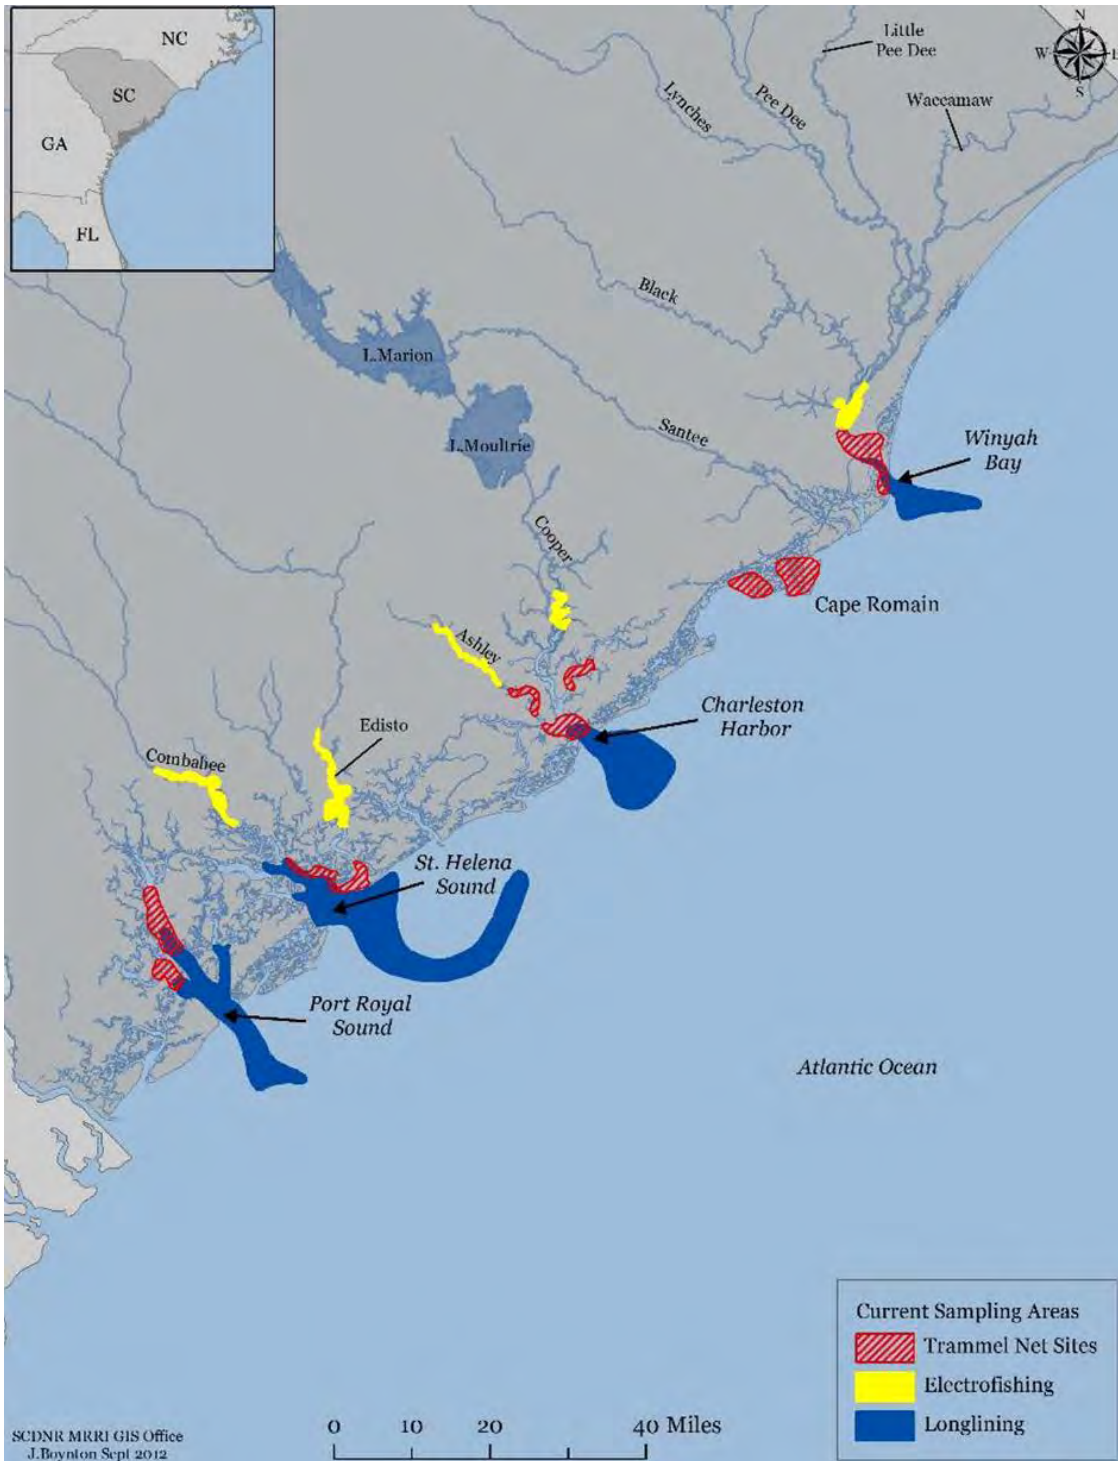 NC
SC
GA
FL
Little
Pee Dee
N
W
E
S
Pee Dee
Lynches
Waccamaw
Black
L.Marion
Santee
L.Moultrie
Winyah
Bay
Cooper
Cape Romain
Ashley
Charleston
Harbor
Edisto
Combahee
St. Helena
Sound
Port Royal
Sound
Atlantic Ocean
Current Sampling Areas
Trammel Net Sites
Electrofishing
Longlining
0 10 20 40 Miles
SCDNR MRRI GIS Office
J.Boynton Sept 2012